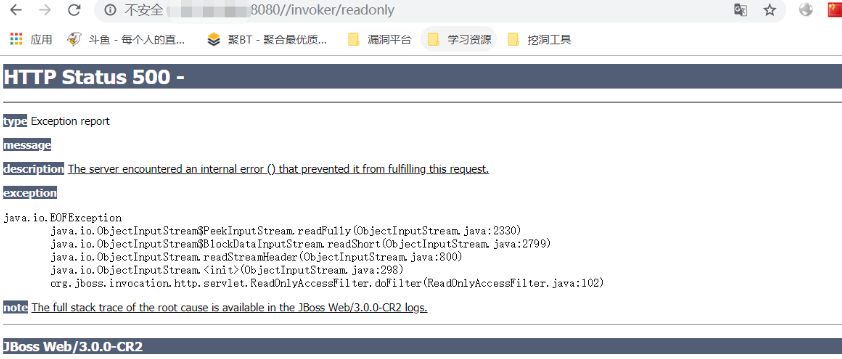 不安全 8080//invoker/readonly
应用 斗鱼 - 每个人的直... 聚BT - 聚合最优质... 漏洞平台 学习资源 挖洞工具
HTTP Status 500 -
type Exception report
message
description The server encountered an internal error () that prevented it from fulfilling this request.
exception
java.io.EOFException
java.io.ObjectInputStream$PeekInputStream.readFully(ObjectInputStream.java:2330)
java.io.ObjectInputStream$BlockDataInputStream.readShort(ObjectInputStream.java:2799)
java.io.ObjectInputStream.readStreamHeader(ObjectInputStream.java:800)
java.io.ObjectInputStream.<init>(ObjectInputStream.java:298)
org.jboss.invocation.http.servlet.ReadOnlyAccessFilter.doFilter(ReadOnlyAccessFilter.java:102)
note The full stack trace of the root cause is available in the JBoss Web/3.0.0-CR2 logs.
JBoss Web/3.0.0-CR2